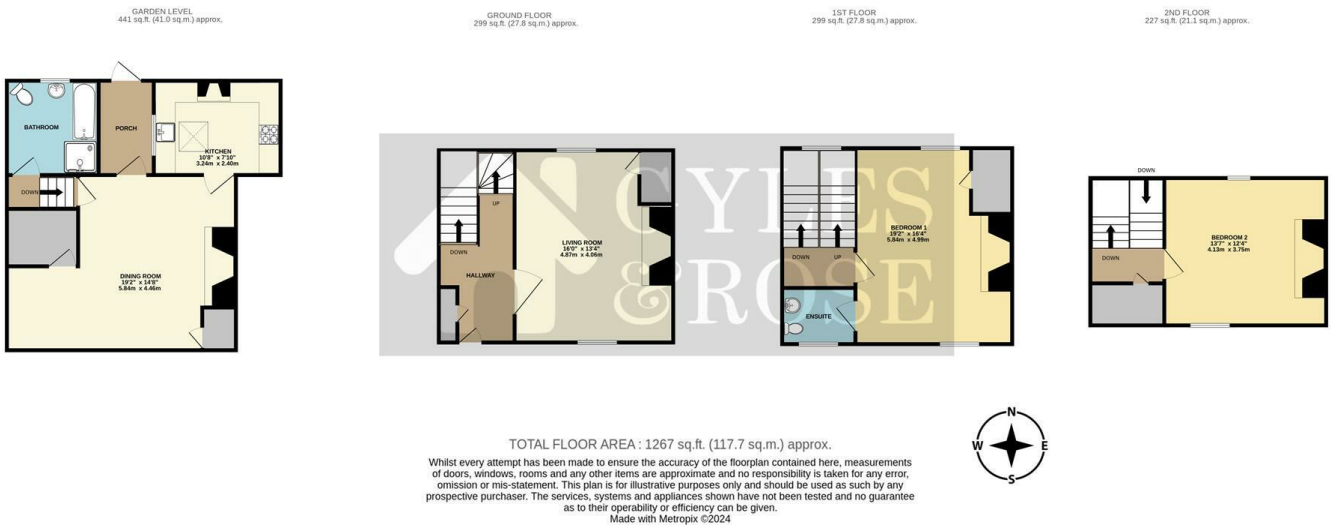 GARDEN LEVEL
441 sq.ft. (41.0 sq.m.) approx.
GROUND FLOOR
299 sq.ft. (27.8 sq.m.) approx.
1ST FLOOR
299 sq.ft. (27.8 sq.m.) approx.
2ND FLOOR
227 sq.ft. (21.1 sq.m.) approx.
BATHROOM
PORCH
KITCHEN
10'8" x 7'10"
3.24m x 2.40m
DOWN
DINING ROOM
19'2" x 14'8"
5.84m x 4.46m
UP
DOWN
HALLWAY
LIVING ROOM
16'0" x 13'4"
4.87m x 4.06m
GYLES
&ROSE
BEDROOM 1
19'2" x 16'4"
5.84m x 4.99m
DOWN
UP
ENSUITE
DOWN
BEDROOM 2
13'7" x 12'4"
4.13m x 3.75m
DOWN
N
W
E
S
TOTAL FLOOR AREA : 1267 sq.ft. (117.7 sq.m.) approx.
Whilst every attempt has been made to ensure the accuracy of the floorplan contained here, measurements
of doors, windows, rooms and any other items are approximate and no responsibility is taken for any error,
omission or mis-statement. This plan is for illustrative purposes only and should be used as such by any
prospective purchaser. The services, systems and appliances shown have not been tested and no guarantee
as to their operability or efficiency can be given.
Made with Metropix ©2024